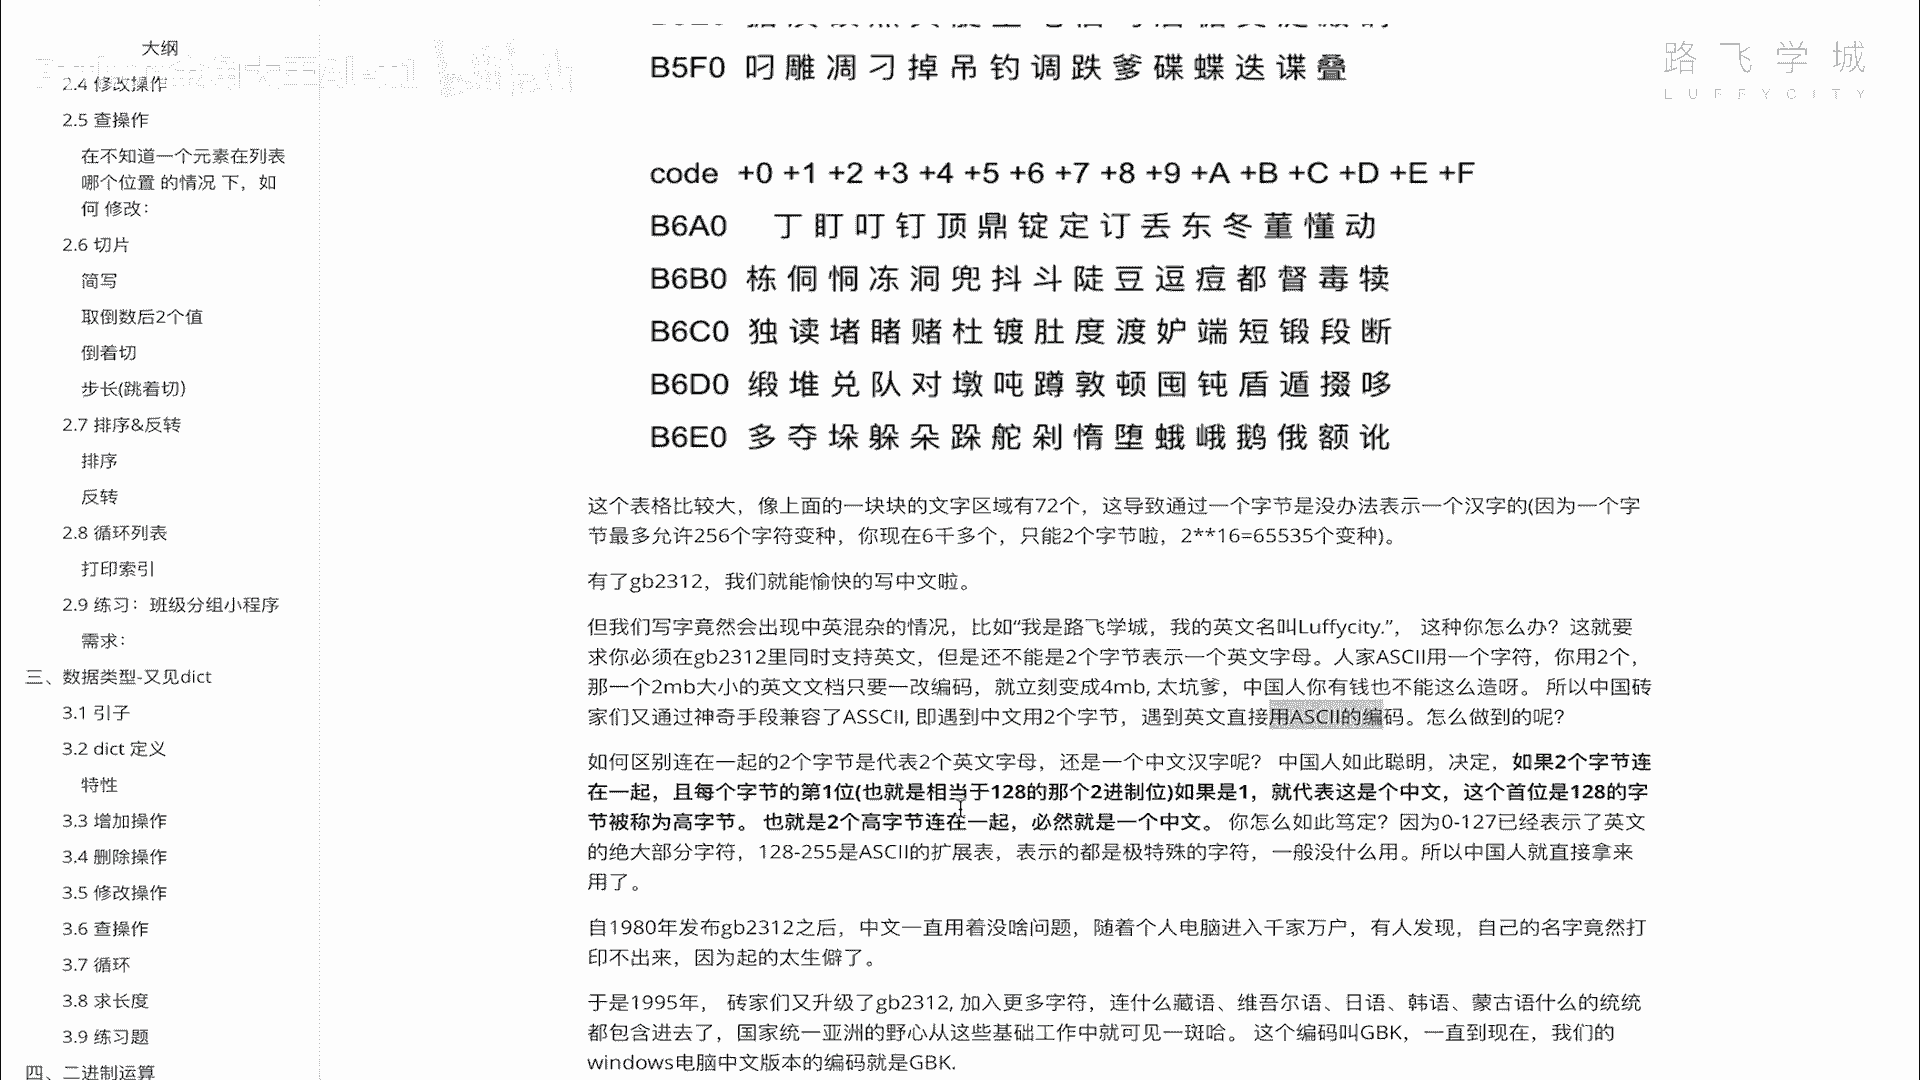 大纲
2.4 修改操作
2.5 查操作
在不知道一个元素在列表
哪个位置 的情况 下，如
何 修改：
2.6 切片
简写
取倒数后2个值
倒着切
步长(跳着切)
2.7 排序&反转
排序
反转
2.8 循环列表
打印索引
2.9 练习：班级分组小程序
需求：
三、数据类型-又见dict
3.1 引子
3.2 dict 定义
特性
3.3 增加操作
3.4 删除操作
3.5 修改操作
3.6 查操作
3.7 循环
3.8 求长度
3.9 练习题
四、二进制运算
路飞学城
LUFFYCITY
B5F0 叼 雕 凋 刁 掉 吊 钓 调 跌 爹 碟 蝶 迭 谍 叠
code +0 +1 +2 +3 +4 +5 +6 +7 +8 +9 +A +B +C +D +E +F
B6A0 丁 盯 叮 钉 顶 鼎 锭 定 订 丢 东 冬 董 懂 动
B6B0 栋 侗 恫 冻 洞 兜 抖 斗 陡 豆 逗 痘 都 督 毒 犊
B6C0 独 读 堵 睹 赌 杜 镀 肚 度 渡 妒 端 短 锻 段 断
B6D0 缎 堆 兑 队 对 墩 吨 蹲 敦 顿 囤 钝 盾 遁 掇 哆
B6E0 多 夺 垛 躲 朵 跺 舵 剁 惰 堕 蛾 峨 鹅 俄 额 讹
这个表格比较大，像上面的一块块的文字区域有72个，这导致通过一个字节是没办法表示一个汉字的(因为一个字
节最多允许256个字符变种，你现在6千多个，只能2个字节啦，2**16=65535个变种)。
有了gb2312，我们就能愉快的写中文啦。
但我们写字竟然会出现中英混杂的情况，比如“我是路飞学城，我的英文名叫Luffycity.”， 这种你怎么办？这就要
求你必须在gb2312里同时支持英文，但是还不能是2个字节表示一个英文字母。人家ASCII用一个字符，你用2个，
那一个2mb大小的英文文档只要一改编码，就立刻变成4mb, 太坑爹，中国人你有钱也不能这么造呀。 所以中国砖
家们又通过神奇手段兼容了ASSCII, 即遇到中文用2个字节，遇到英文直接用ASCII的编码。怎么做到的呢？
如何区别连在一起的2个字节是代表2个英文字母，还是一个中文汉字呢？ 中国人如此聪明，决定，如果2个字节连
在一起，且每个字节的第1位(也就是相当于128的那个2进制位)如果是1，就代表这是个中文，这个首位是128的字
节被称为高字节。 也就是2个高字节连在一起，必然就是一个中文。 你怎么如此笃定？因为0-127已经表示了英文
的绝大部分字符，128-255是ASCII的扩展表，表示的都是极特殊的字符，一般没什么用。所以中国人就直接拿来
用了。
自1980年发布gb2312之后，中文一直用着没啥问题，随着个人电脑进入千家万户，有人发现，自己的名字竟然打
印不出来，因为起的太生僻了。
于是1995年， 砖家们又升级了gb2312, 加入更多字符，连什么藏语、维吾尔语、日语、韩语、蒙古语什么的统统
都包含进去了，国家统一亚洲的野心从这些基础工作中就可见一斑哈。 这个编码叫GBK，一直到现在，我们的
windows电脑中文版本的编码就是GBK.